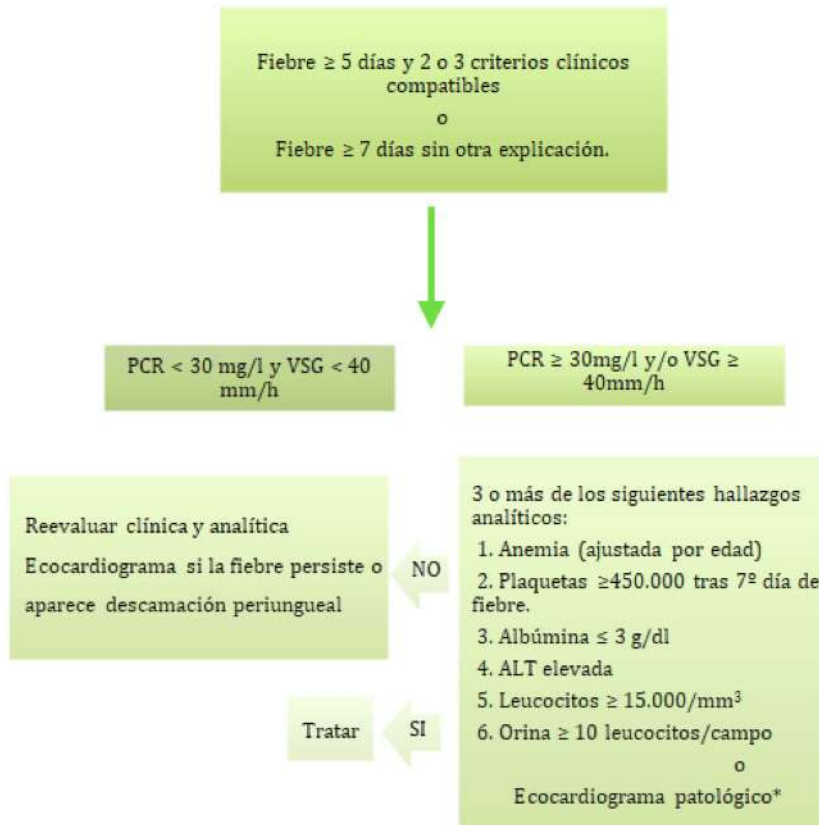 Fiebre ≥ 5 días y 2 o 3 criterios clínicos
compatibles
o
Fiebre ≥ 7 días sin otra explicación.
PCR < 30 mg/l y VSG < 40
mm/h
PCR ≥ 30mg/l y/o VSG ≥
40mm/h
Reevaluar clínica y analítica
Ecocardiograma si la fiebre persiste o
aparece descamación periungueal
NO
3 o más de los siguientes hallazgos
analíticos:
1. Anemia (ajustada por edad)
2. Plaquetas ≥450.000 tras 7º día de
fiebre.
3. Albúmina ≤ 3 g/dl
4. ALT elevada
5. Leucocitos ≥ 15.000/mm³
6. Orina ≥ 10 leucocitos/campo
o
Ecocardiograma patológico*
Tratar
SI